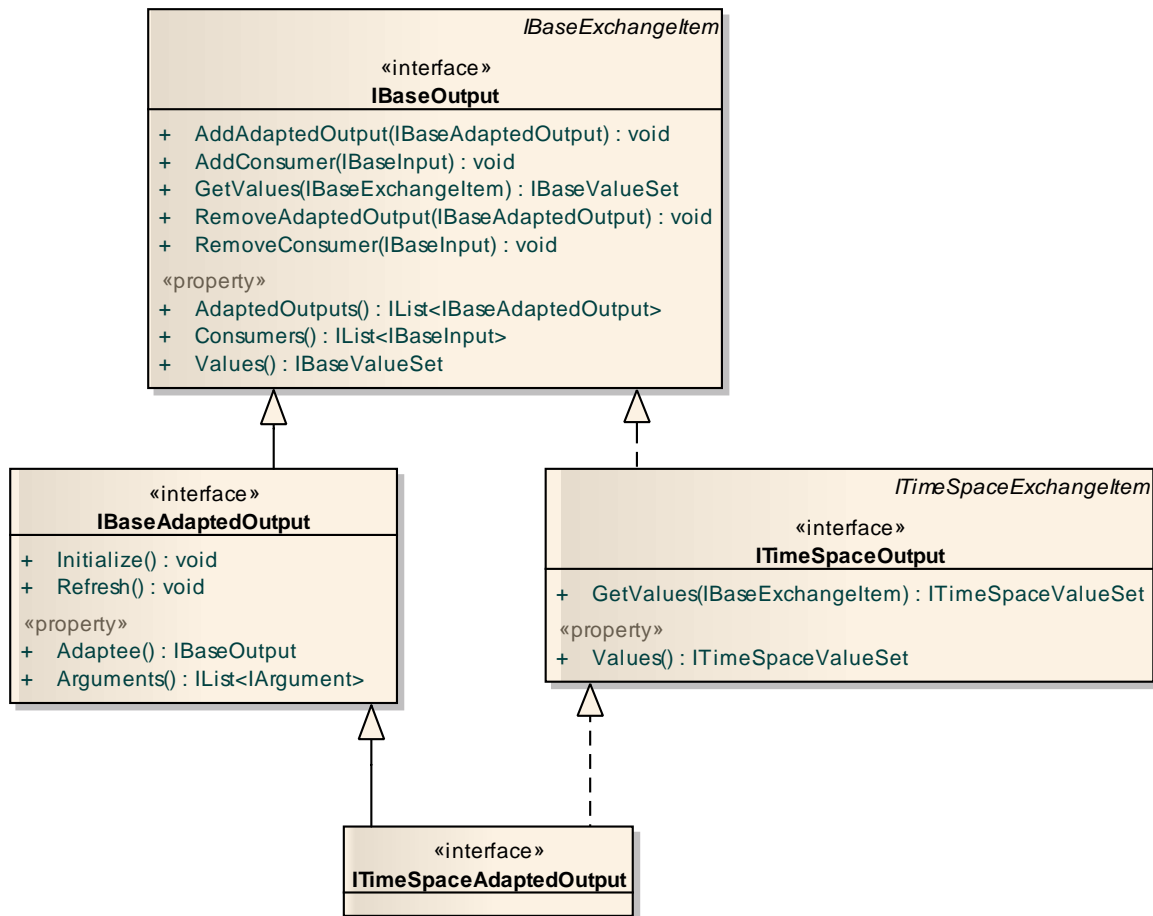 IBaseExchangeItem
«interface»
IBaseOutput
+ AddAdaptedOutput(IBaseAdaptedOutput) : void
+ AddConsumer(IBaseInput) : void
+ GetValues(IBaseExchangeItem) : IBaseValueSet
+ RemoveAdaptedOutput(IBaseAdaptedOutput) : void
+ RemoveConsumer(IBaseInput) : void
«property»
+ AdaptedOutputs() : IList<IBaseAdaptedOutput>
+ Consumers() : IList<IBaseInput>
+ Values() : IBaseValueSet
«interface»
IBaseAdaptedOutput
+ Initialize() : void
+ Refresh() : void
«property»
+ Adaptee() : IBaseOutput
+ Arguments() : IList<IArgument>
ITimeSpaceExchangeItem
«interface»
ITimeSpaceOutput
+ GetValues(IBaseExchangeItem) : ITimeSpaceValueSet
«property»
+ Values() : ITimeSpaceValueSet
«interface»
ITimeSpaceAdaptedOutput